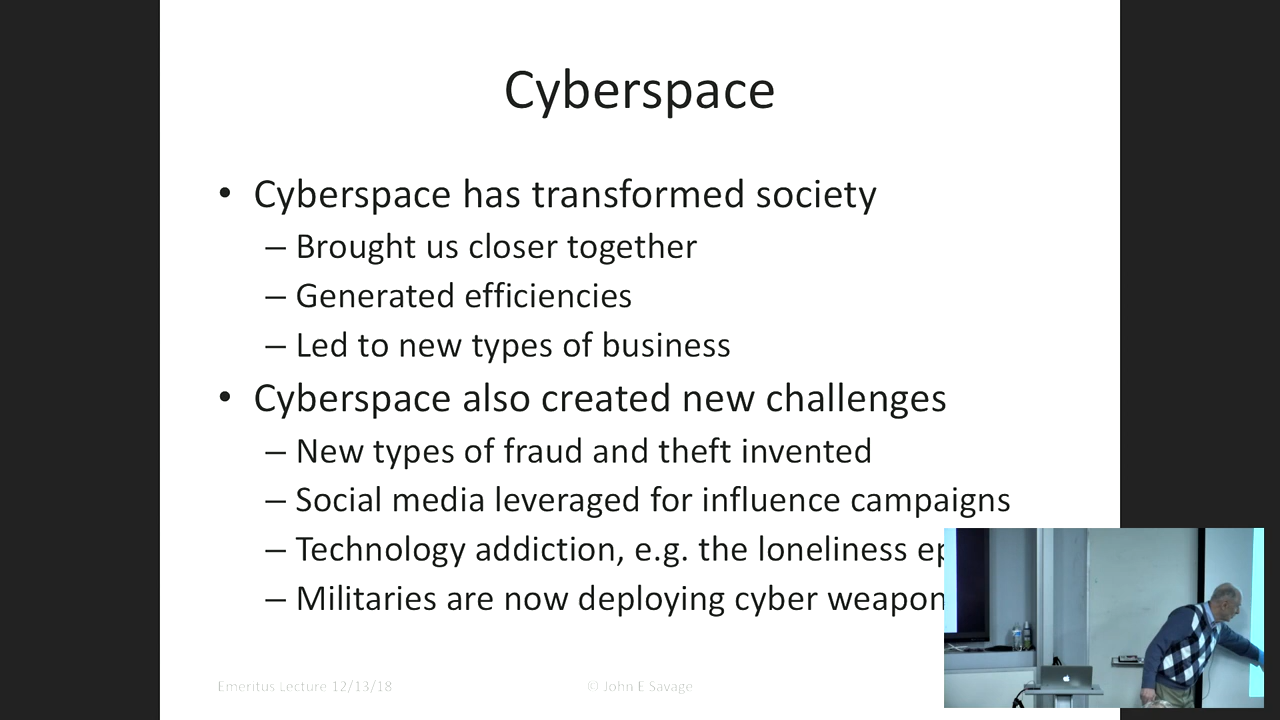 Cyberspace
• Cyberspace has transformed society
– Brought us closer together
– Generated efficiencies
– Led to new types of business
• Cyberspace also created new challenges
– New types of fraud and theft invented
– Social media leveraged for influence campaigns
– Technology addiction, e.g. the loneliness
– Militaries are now deploying cyber
Emeritus Lecture 12/13/18
© John E Savage